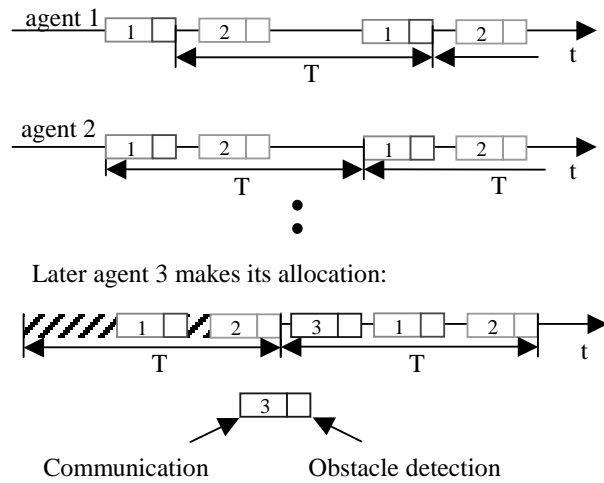 agent 1
1 2 1 2
T
t
agent 2
1 2 1 2
T T
t
Later agent 3 makes its allocation:
1 2 3 1 2
T T
t
3
Communication Obstacle detection